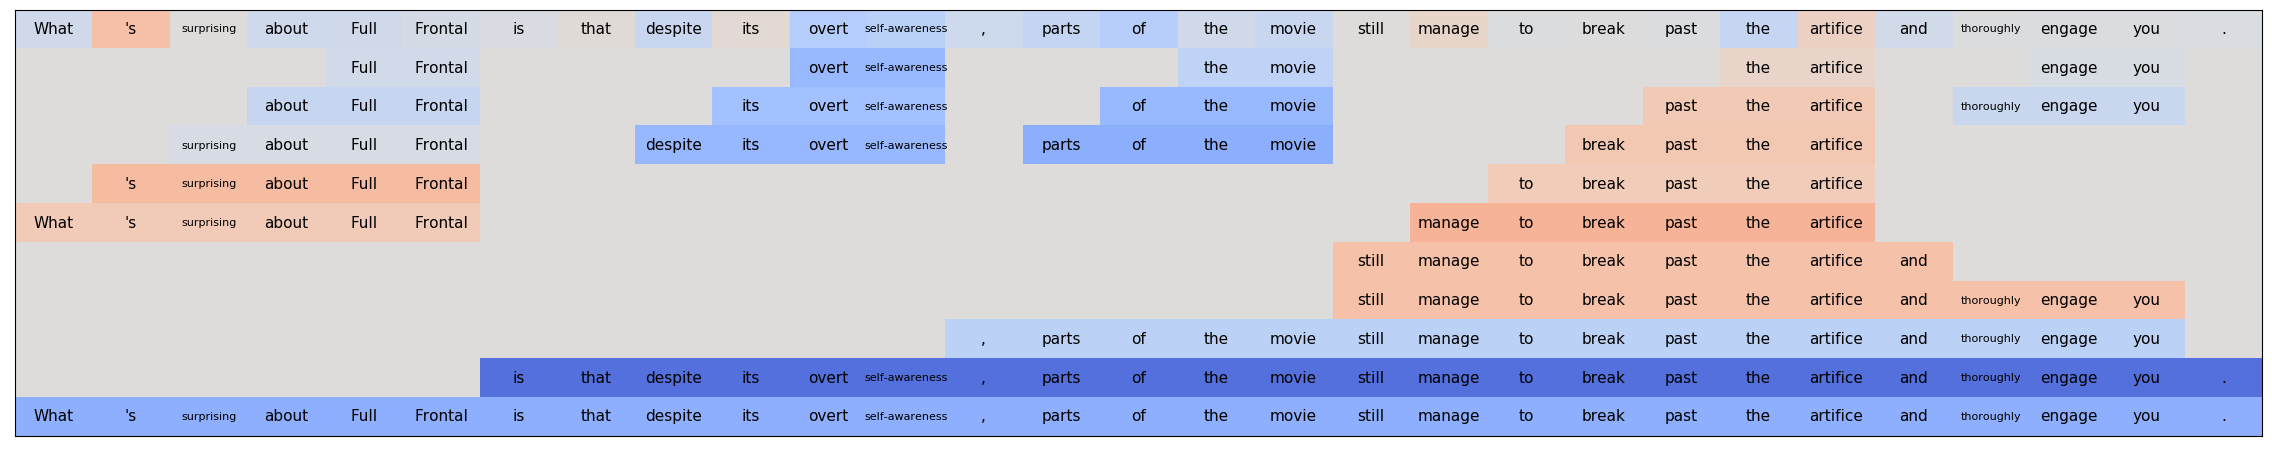 What 's surprising about Full Frontal is that despite its overt self-awareness , parts of the movie still manage to break past the artifice and thoroughly engage you .
Full Frontal overt self-awareness the movie the artifice engage you
about Full Frontal its overt self-awareness of the movie past the artifice thoroughly engage you
surprising about Full Frontal despite its overt self-awareness parts of the movie break past the artifice
's surprising about Full Frontal to break past the artifice
What 's surprising about Full Frontal manage to break past the artifice
still manage to break past the artifice and
still manage to break past the artifice and thoroughly engage you
, parts of the movie still manage to break past the artifice and thoroughly engage you
is that despite its overt self-awareness , parts of the movie still manage to break past the artifice and thoroughly engage you .
What 's surprising about Full Frontal is that despite its overt self-awareness , parts of the movie still manage to break past the artifice and thoroughly engage you .